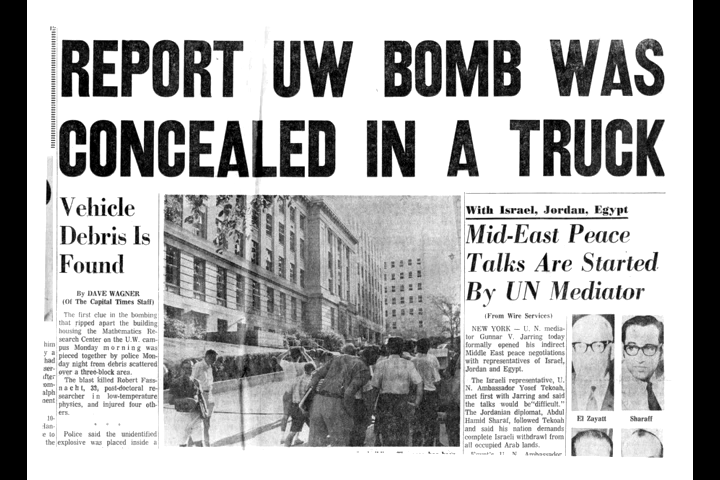 REPORT UW BOMB WAS
CONCEALED IN A TRUCK
Vehicle
Debris Is
Found
By DAVE WAGNER
(Of The Capital Times Staff)
The first clue in the bombing
that ripped apart the building
housing the Mathematics Re-
search Center on the U.W. cam-
pus Monday morning was
pieced together by police Mon-
day night from debris scattered
over a three-block area.
The blast killed Robert Fass-
nacht, 33, post-doctoral re-
searcher in low-temperature
physics, and injured four oth-
ers.
* * *
Police said the unidentified
explosive was placed inside a
With Israel, Jordan, Egypt
Mid-East Peace
Talks Are Started
By UN Mediator
(From Wire Services)
NEW YORK — U. N. media-
tor Gunnar V. Jarring today
formally opened his indirect
Middle East peace negotiations
with representatives of Israel,
Jordan and Egypt.
The Israeli representative, U.
N. Ambassador Yosef Tekoah,
met first with Jarring and said
the talks would be"difficult."
The Jordanian diplomat, Abdul
Hamid Sharaf, followed Tekoah
and said his nation demands
complete Israeli withdrawal from
all occupied Arab lands.
El Zayatt
Sharaff